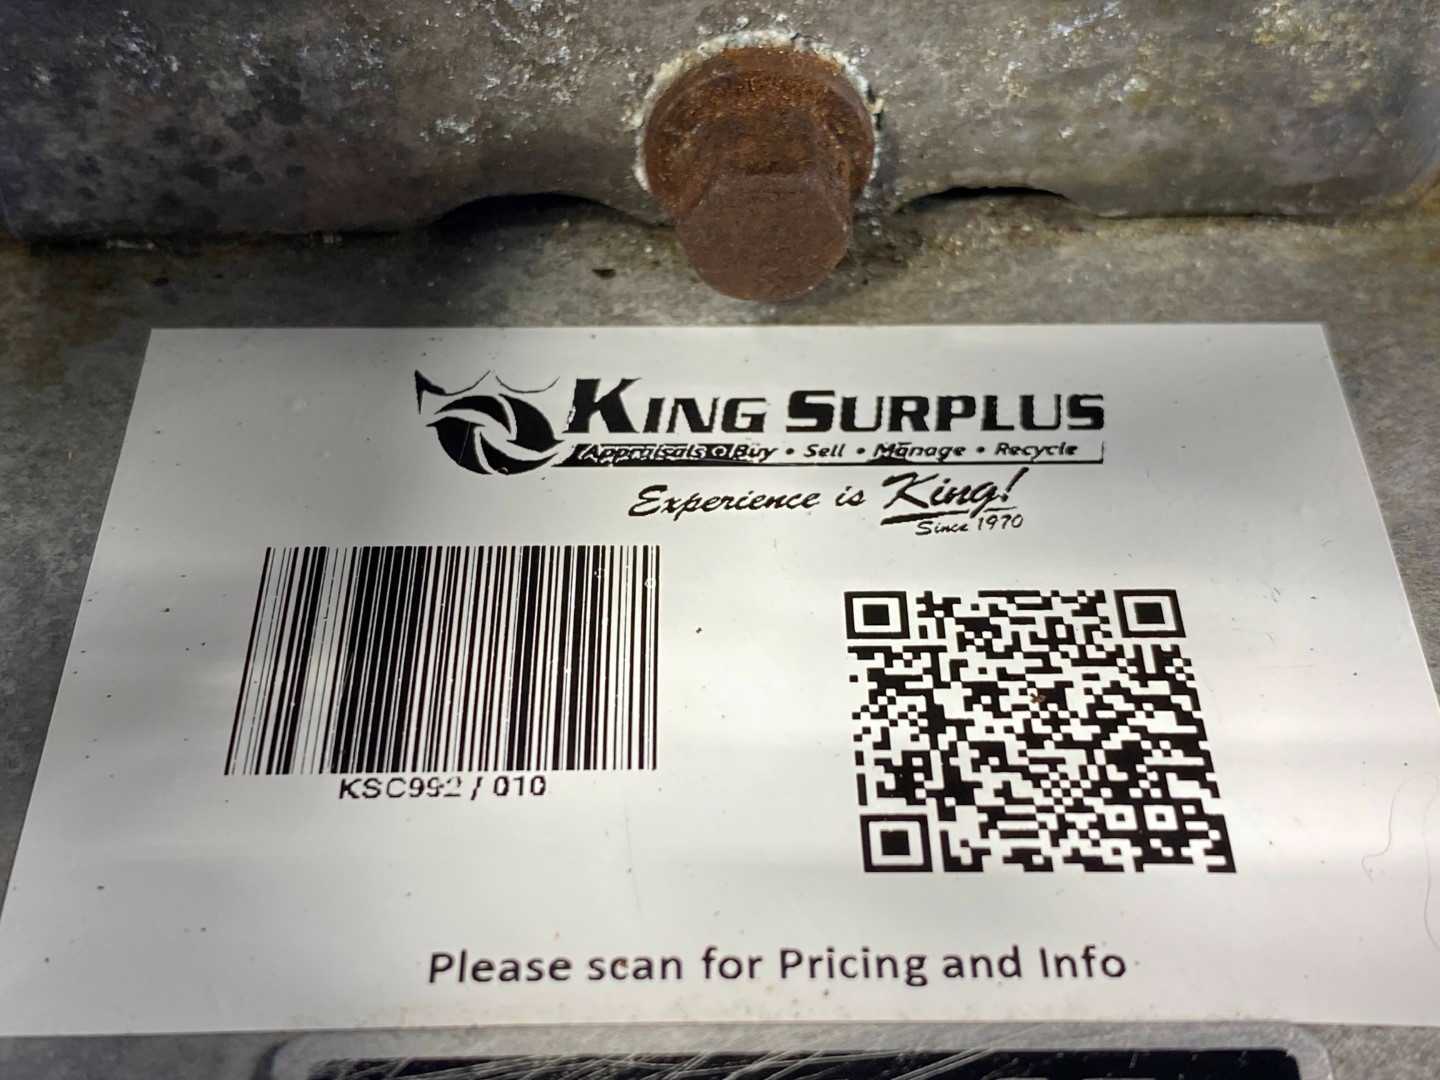 KING SURPLUS
Appraisals • Buy • Sell • Manage • Recycle
Experience is King!
Since 1970
KSC992 / 010
Please scan for Pricing and Info